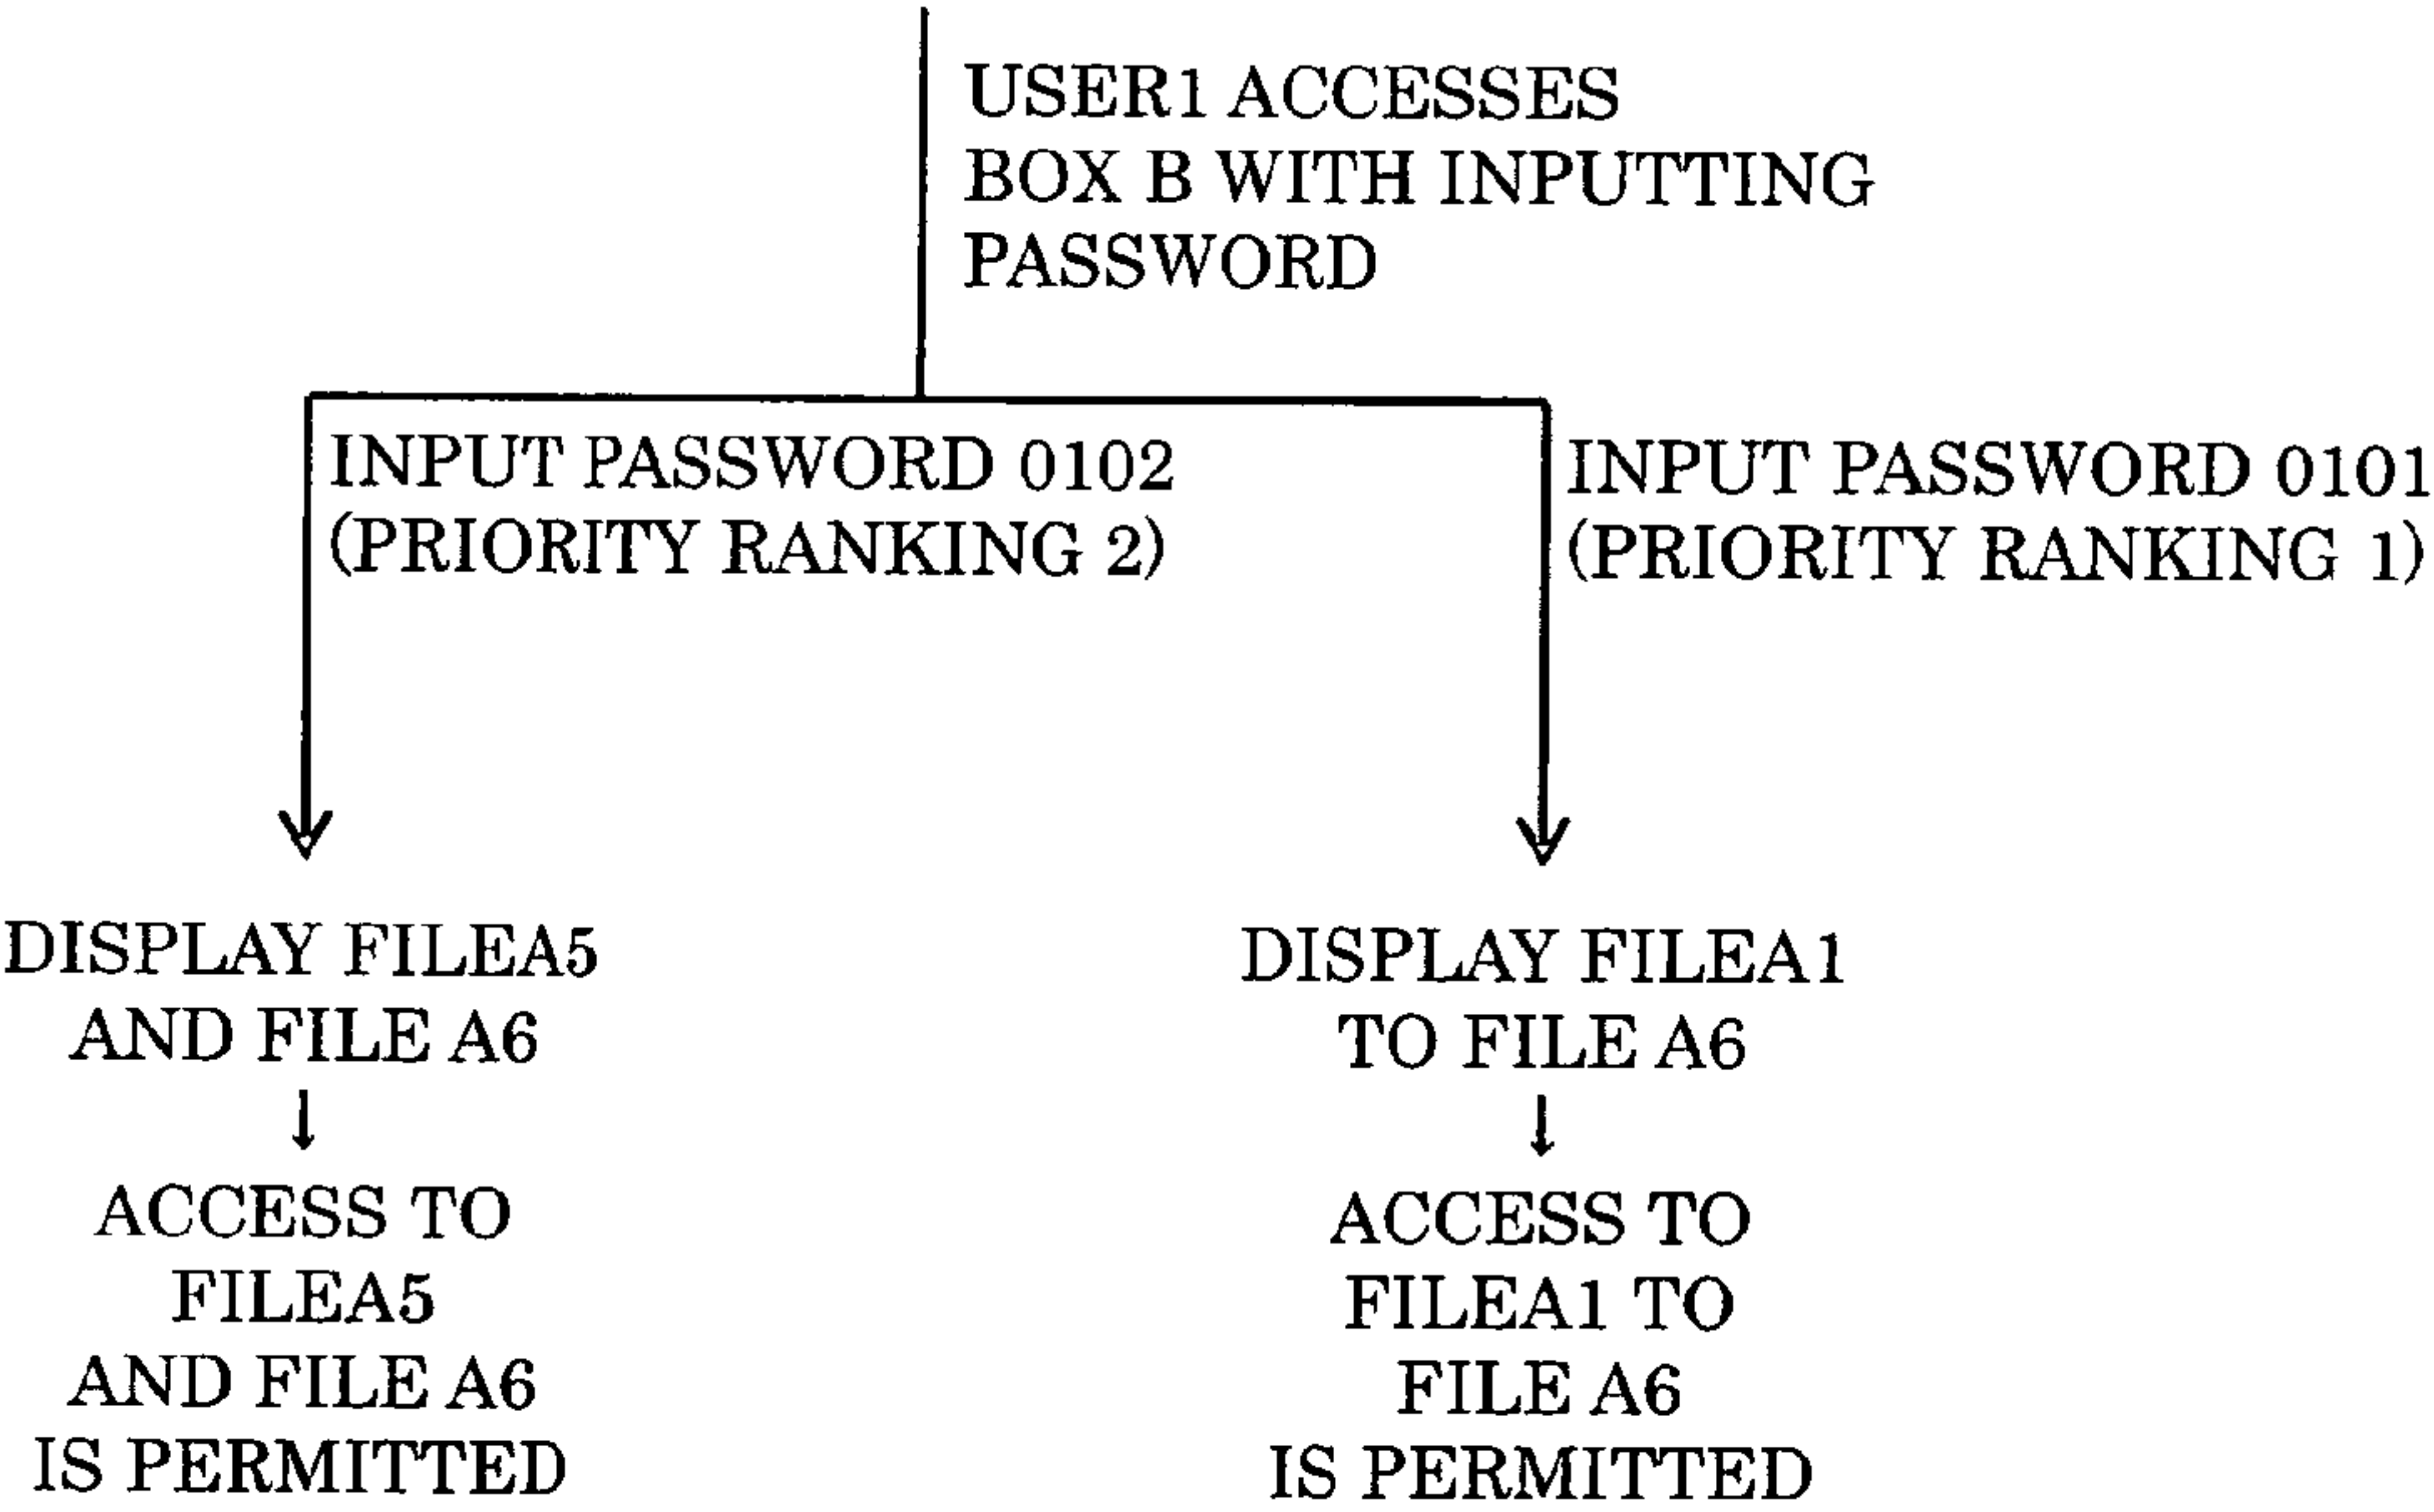 USER1 ACCESSES
BOX B WITH INPUTTING
PASSWORD
INPUT PASSWORD 0102
(PRIORITY RANKING 2)
INPUT PASSWORD 0101
(PRIORITY RANKING 1)
DISPLAY FILEA5
AND FILE A6
ACCESS TO
FILEA5
AND FILE A6
IS PERMITTED
DISPLAY FILEA1
TO FILE A6
ACCESS TO
FILEA1 TO
FILE A6
IS PERMITTED